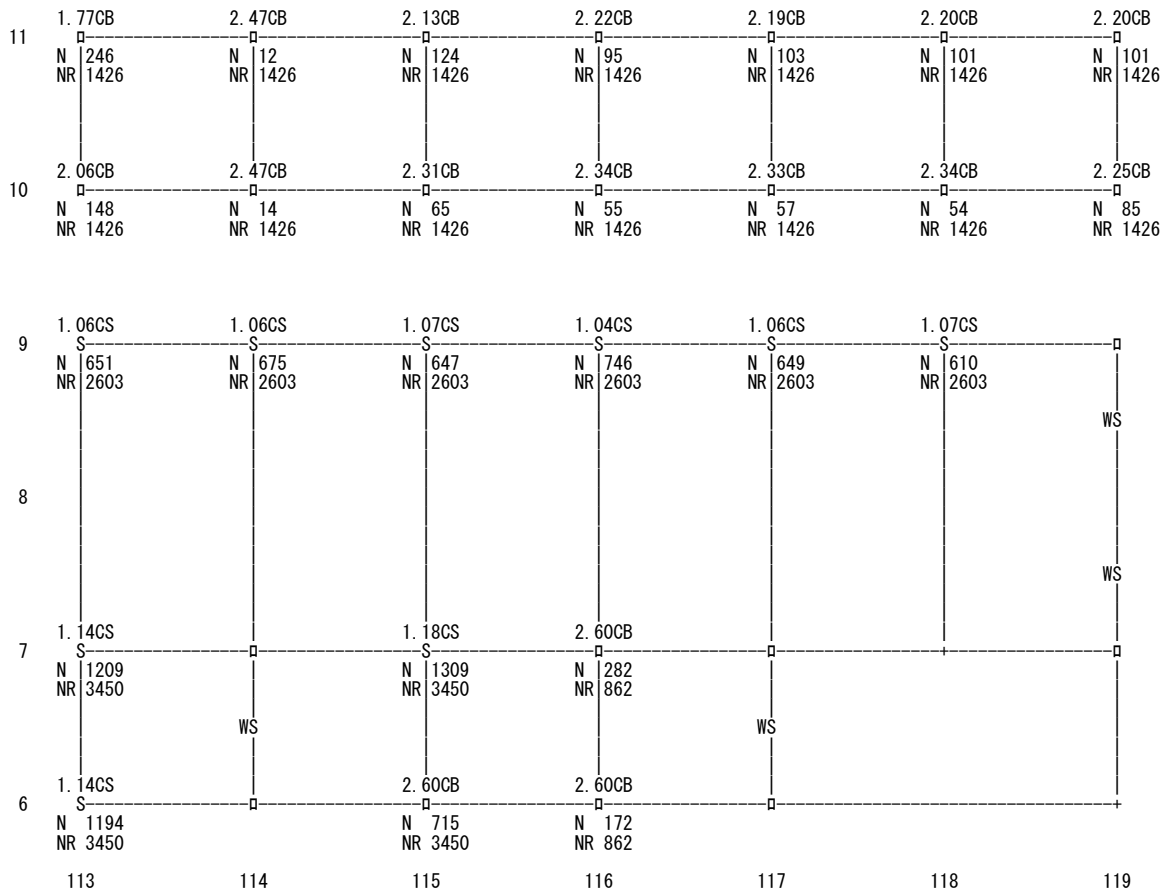 1.77CB 2.47CB 2.13CB 2.22CB 2.19CB 2.20CB 2.20CB
11
N 246 N 12 N 124 N 95 N 103 N 101 N 101
NR 1426 NR 1426 NR 1426 NR 1426 NR 1426 NR 1426 NR 1426
2.06CB 2.47CB 2.31CB 2.34CB 2.33CB 2.34CB 2.25CB
10
N 148 N 14 N 65 N 55 N 57 N 54 N 85
NR 1426 NR 1426 NR 1426 NR 1426 NR 1426 NR 1426 NR 1426
1.06CS 1.06CS 1.07CS 1.04CS 1.06CS 1.07CS
9 S S S S S S
N 651 N 675 N 647 N 746 N 649 N 610
NR 2603 NR 2603 NR 2603 NR 2603 NR 2603 NR 2603
WS
8
WS
1.14CS 1.18CS 2.60CB
7 S S
N 1209 N 1309 N 282
NR 3450 NR 3450 NR 862
WS WS
1.14CS 2.60CB 2.60CB
6 S
N 1194 N 715 N 172
NR 3450 NR 3450 NR 862
113 114 115 116 117 118 119